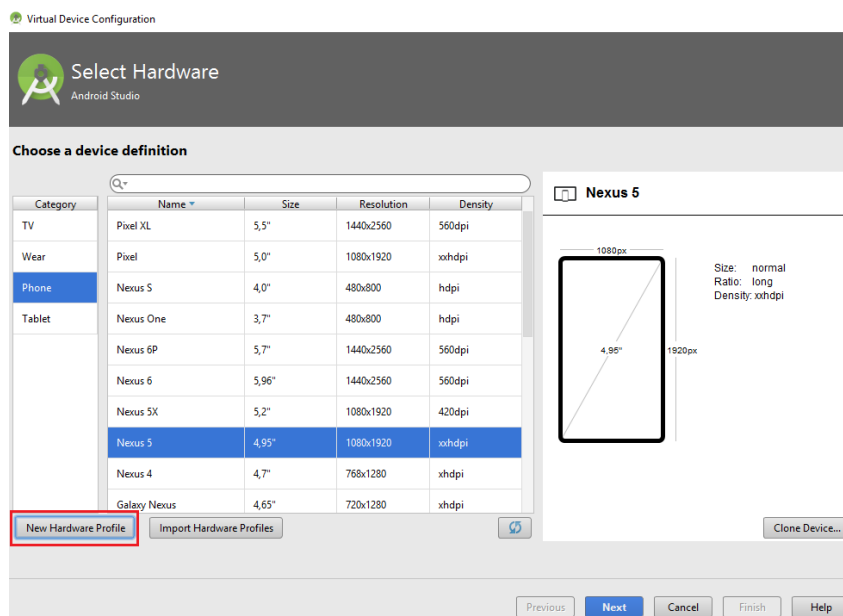 Virtual Device Configuration
Select Hardware
Android Studio
Choose a device definition
Category
TV
Wear
Phone
Tablet
Name Size Resolution Density
Pixel XL 5,5" 1440x2560 560dpi
Pixel 5,0" 1080x1920 xxhdpi
Nexus S 4,0" 480x800 hdpi
Nexus One 3,7" 480x800 hdpi
Nexus 6P 5,7" 1440x2560 560dpi
Nexus 6 5,96" 1440x2560 560dpi
Nexus 5X 5,2" 1080x1920 420dpi
Nexus 5 4,95" 1080x1920 xxhdpi
Nexus 4 4,7" 768x1280 xhdpi
Galaxy Nexus 4,65" 720x1280 xhdpi
New Hardware Profile Import Hardware Profiles
Nexus 5
1080px
4,95"
1920px
Size: normal
Ratio: long
Density: xxhdpi
Clone Device...
Previous Next Cancel Finish Help